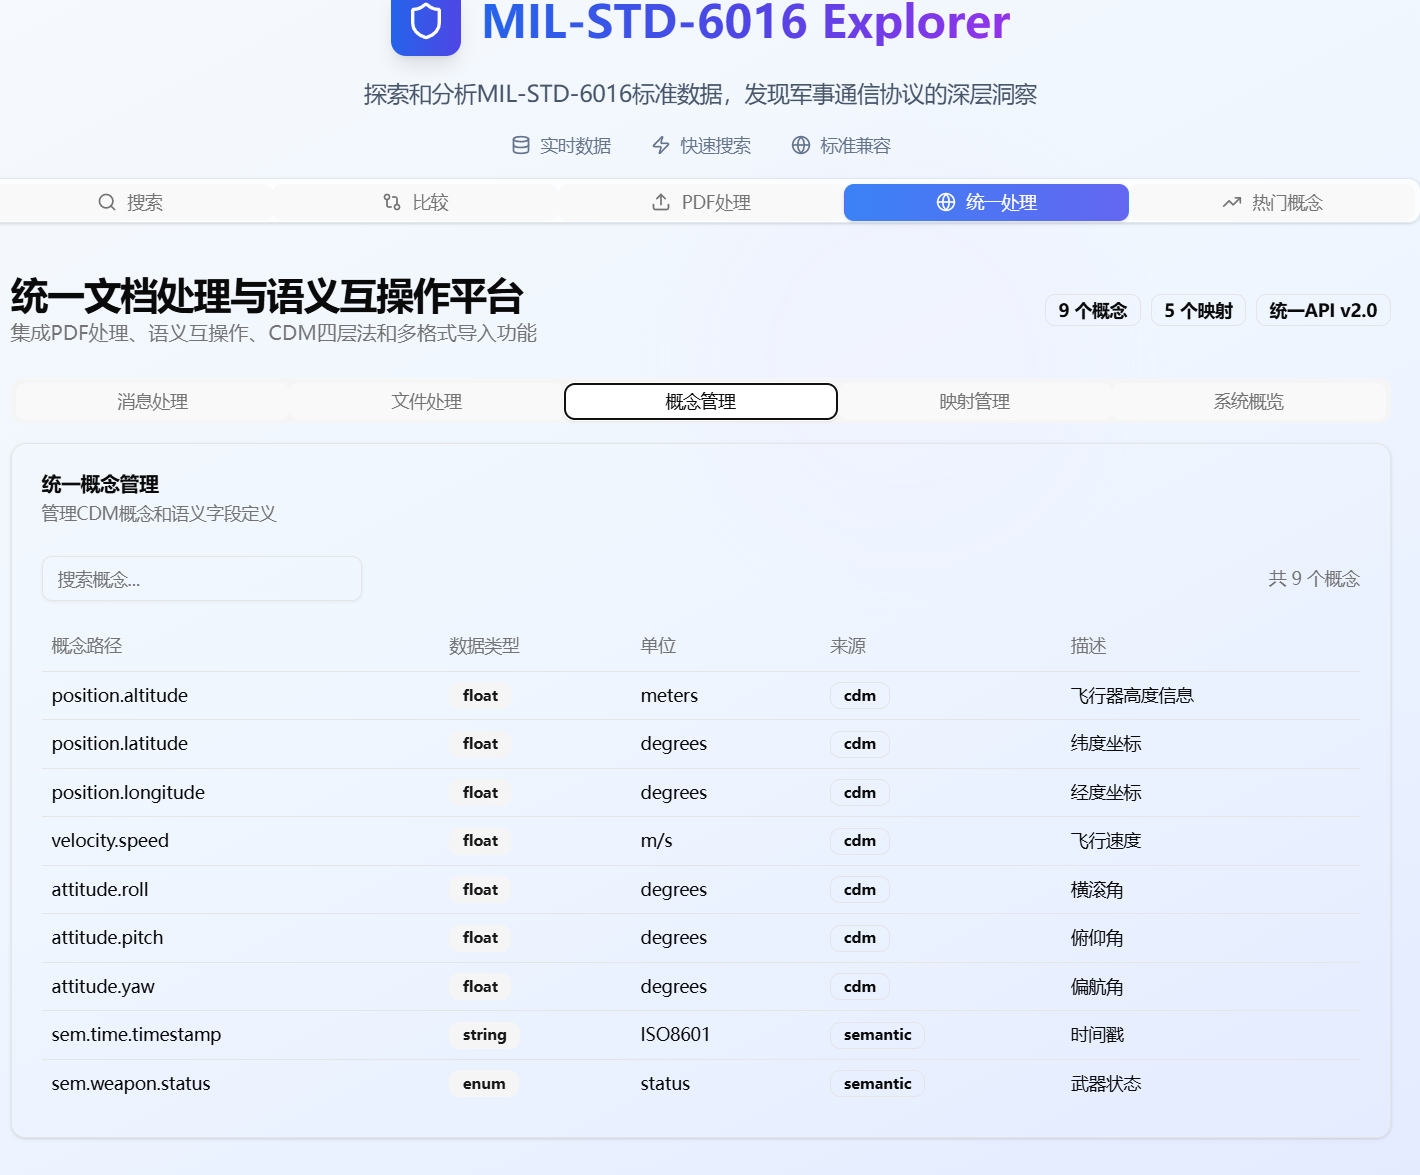 MIL-STD-6016 Explorer
探索和分析MIL-STD-6016标准数据，发现军事通信协议的深层洞察
实时数据 快速搜索 标准兼容
搜索 比较 PDF处理 统一处理 热门概念
统一文档处理与语义互操作平台
集成PDF处理、语义互操作、CDM四层法和多格式导入功能
9 个概念 5 个映射 统一API v2.0
消息处理 文件处理 概念管理 映射管理 系统概览
统一概念管理
管理CDM概念和语义字段定义
搜索概念...
共 9 个概念
概念路径 数据类型 单位 来源 描述
position.altitude float meters cdm 飞行器高度信息
position.latitude float degrees cdm 纬度坐标
position.longitude float degrees cdm 经度坐标
velocity.speed float m/s cdm 飞行速度
attitude.roll float degrees cdm 横滚角
attitude.pitch float degrees cdm 俯仰角
attitude.yaw float degrees cdm 偏航角
sem.time.timestamp string ISO8601 semantic 时间戳
sem.weapon.status enum status semantic 武器状态